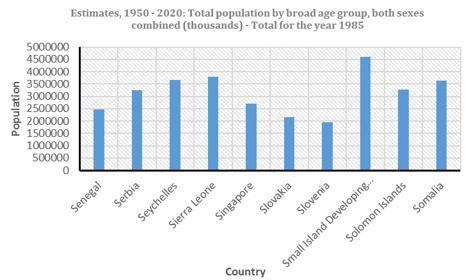 Estimates, 1950 - 2020: Total population by broad age group, both sexes
combined (thousands) - Total for the year 1985
5000000
4500000
4000000
3500000
3000000
2500000
2000000
1500000
1000000
500000
0
Population
Senegal
Serbia
Seychelles
Sierra Leone
Singapore
Slovakia
Slovenia
Small Island Developing...
Solomon Islands
Somalia
Country